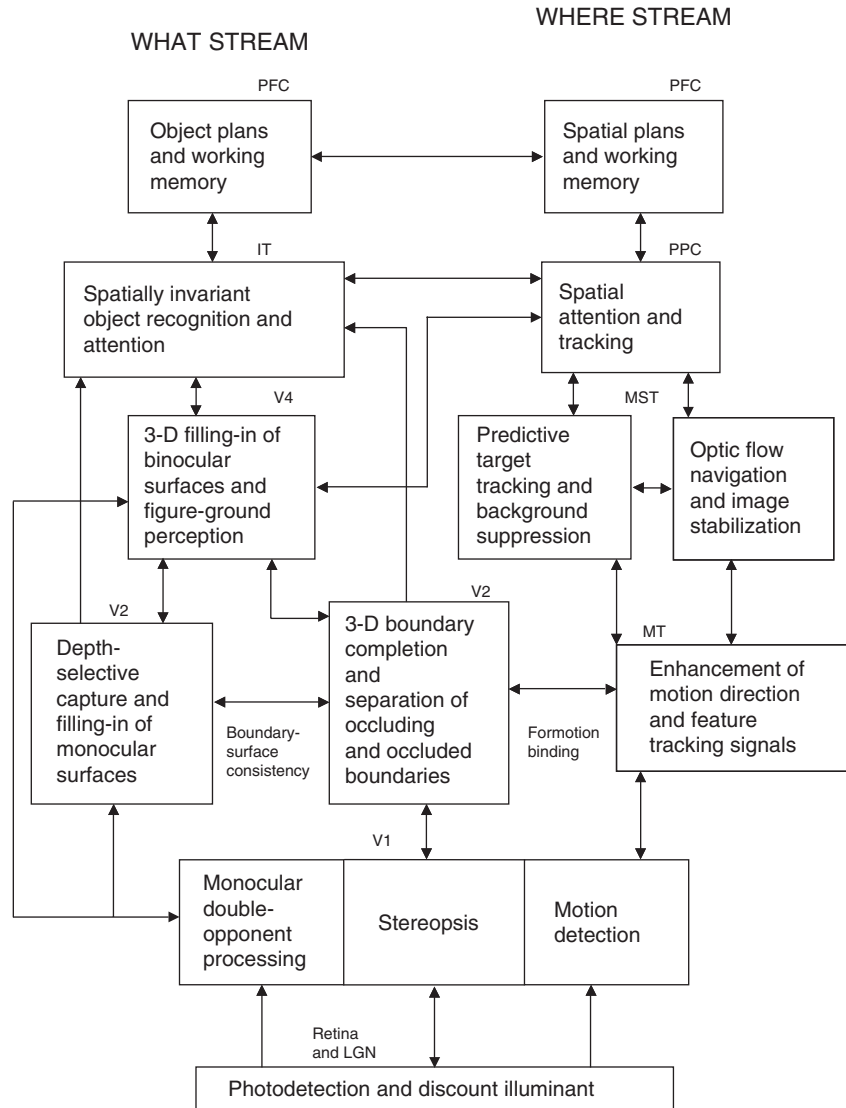 WHAT STREAM
WHERE STREAM
PFC
Object plans
and working
memory
PFC
Spatial plans
and working
memory
IT
Spatially invariant
object recognition and
attention
PPC
Spatial
attention and
tracking
V4
3-D filling-in of
binocular
surfaces and
figure-ground
perception
MST
Predictive
target
tracking and
background
suppression
Optic flow
navigation
and image
stabilization
V2
Depth-
selective
capture and
filling-in of
monocular
surfaces
Boundary-
surface
consistency
V2
3-D boundary
completion
and
separation of
occluding
and occluded
boundaries
Formotion
binding
MT
Enhancement of
motion direction
and feature
tracking signals
V1
Monocular
double-
opponent
processing
Stereopsis
Motion
detection
Retina
and LGN
Photodetection and discount illuminant